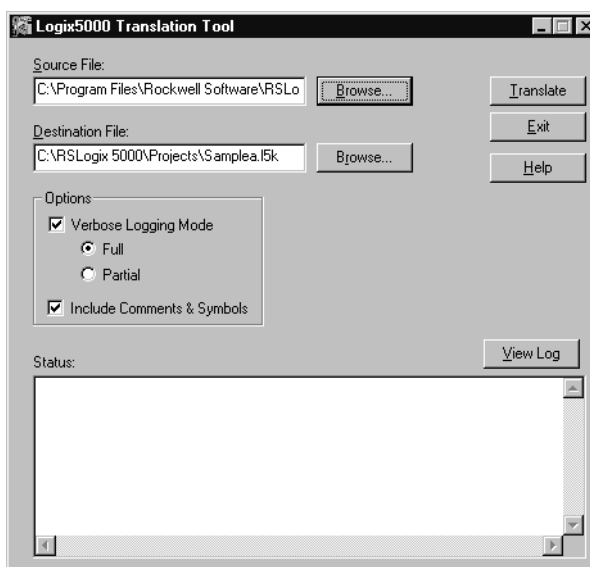 Logix5000 Translation Tool
Source File:
C:\Program Files\Rockwell Software\RSLo
Browse...
Translate
Exit
Destination File:
C:\RSLogix 5000\Projects\Samplea.l5k
Browse...
Help
Options
Verbose Logging Mode
Full
Partial
Include Comments & Symbols
View Log
Status: